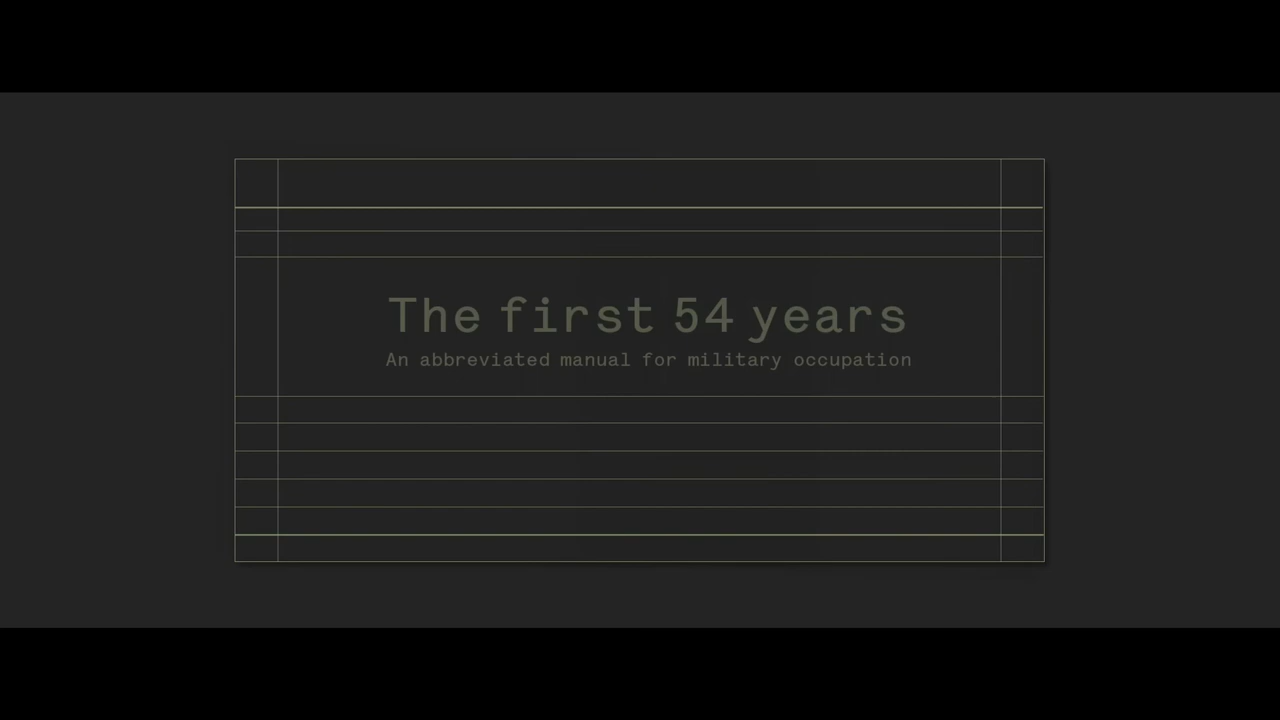 The first 54 years
An abbreviated manual for military occupation